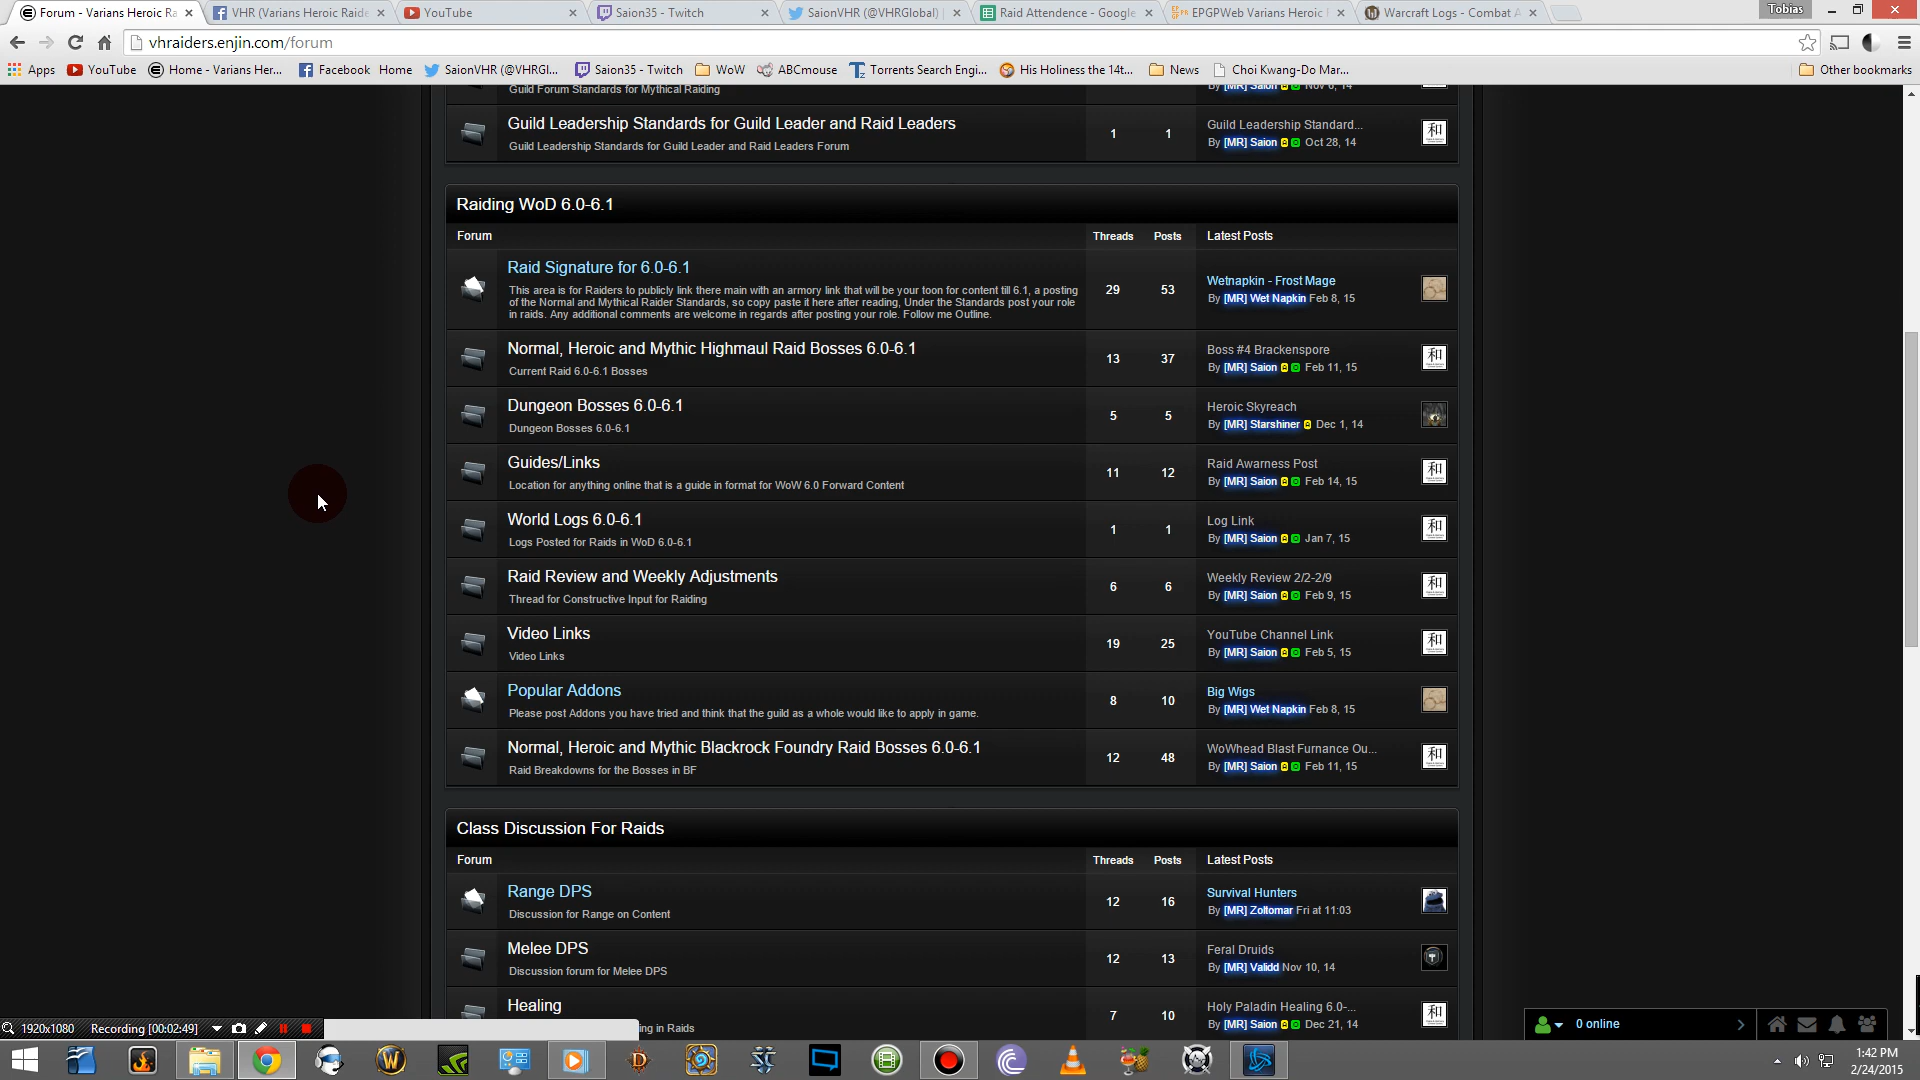 Forum - Varians Heroic Ra
VHR (Varians Heroic Raide
YouTube
Saion35 - Twitch
SaionVHR (@VHRGlobal)
Raid Attendence - Google
EPGPWeb Varians Heroic
Warcraft Logs - Combat A
Tobias
vhraiders.enjin.com/forum
Apps
YouTube
Home - Varians Her...
Facebook
Home
SaionVHR (@VHRGl...
Saion35 - Twitch
WoW
ABCmouse
Torrents Search Engi...
His Holiness the 14t...
News
Choi Kwang-Do Mar...
Other bookmarks
Guild Forum Standards for Mythical Raiding
By [MR] Saion Nov 6, 14
Guild Leadership Standards for Guild Leader and Raid Leaders
Guild Leadership Standards for Guild Leader and Raid Leaders Forum
1 1
Guild Leadership Standard...
By [MR] Saion Oct 28, 14
Raiding WoD 6.0-6.1
Forum Threads Posts Latest Posts
Raid Signature for 6.0-6.1
This area is for Raiders to publicly link there main with an armory link that will be your toon for content till 6.1, a posting
of the Normal and Mythical Raider Standards, so copy paste it here after reading, Under the Standards post your role
in raids. Any additional comments are welcome in regards after posting your role. Follow me Outline.
29 53
Wetnapkin - Frost Mage
By [MR] Wet Napkin Feb 8, 15
Normal, Heroic and Mythic Highmaul Raid Bosses 6.0-6.1
Current Raid 6.0-6.1 Bosses
13 37
Boss #4 Brackenspore
By [MR] Saion Feb 11, 15
Dungeon Bosses 6.0-6.1
Dungeon Bosses 6.0-6.1
5 5
Heroic Skyreach
By [MR] Starshiner Dec 1, 14
Guides/Links
Location for anything online that is a guide in format for WoW 6.0 Forward Content
11 12
Raid Awarness Post
By [MR] Saion Feb 14, 15
World Logs 6.0-6.1
Logs Posted for Raids in WoD 6.0-6.1
1 1
Log Link
By [MR] Saion Jan 7, 15
Raid Review and Weekly Adjustments
Thread for Constructive Input for Raiding
6 6
Weekly Review 2/2-2/9
By [MR] Saion Feb 9, 15
Video Links
Video Links
19 25
YouTube Channel Link
By [MR] Saion Feb 5, 15
Popular Addons
Please post Addons you have tried and think that the guild as a whole would like to apply in game.
8 10
Big Wigs
By [MR] Wet Napkin Feb 8, 15
Normal, Heroic and Mythic Blackrock Foundry Raid Bosses 6.0-6.1
Raid Breakdowns for the Bosses in BF
12 48
WoWhead Blast Furnance Ou...
By [MR] Saion Feb 11, 15
Class Discussion For Raids
Forum Threads Posts Latest Posts
Range DPS
Discussion for Range on Content
12 16
Survival Hunters
By [MR] Zoltomar Fri at 11:03
Melee DPS
Discussion forum for Melee DPS
12 13
Feral Druids
By [MR] Validd Nov 10, 14
Healing
ing in Raids
7 10
Holy Paladin Healing 6.0-...
By [MR] Saion Dec 21, 14
1920x1080 Recording [00:02:49]
0 online
1:42 PM
2/24/2015